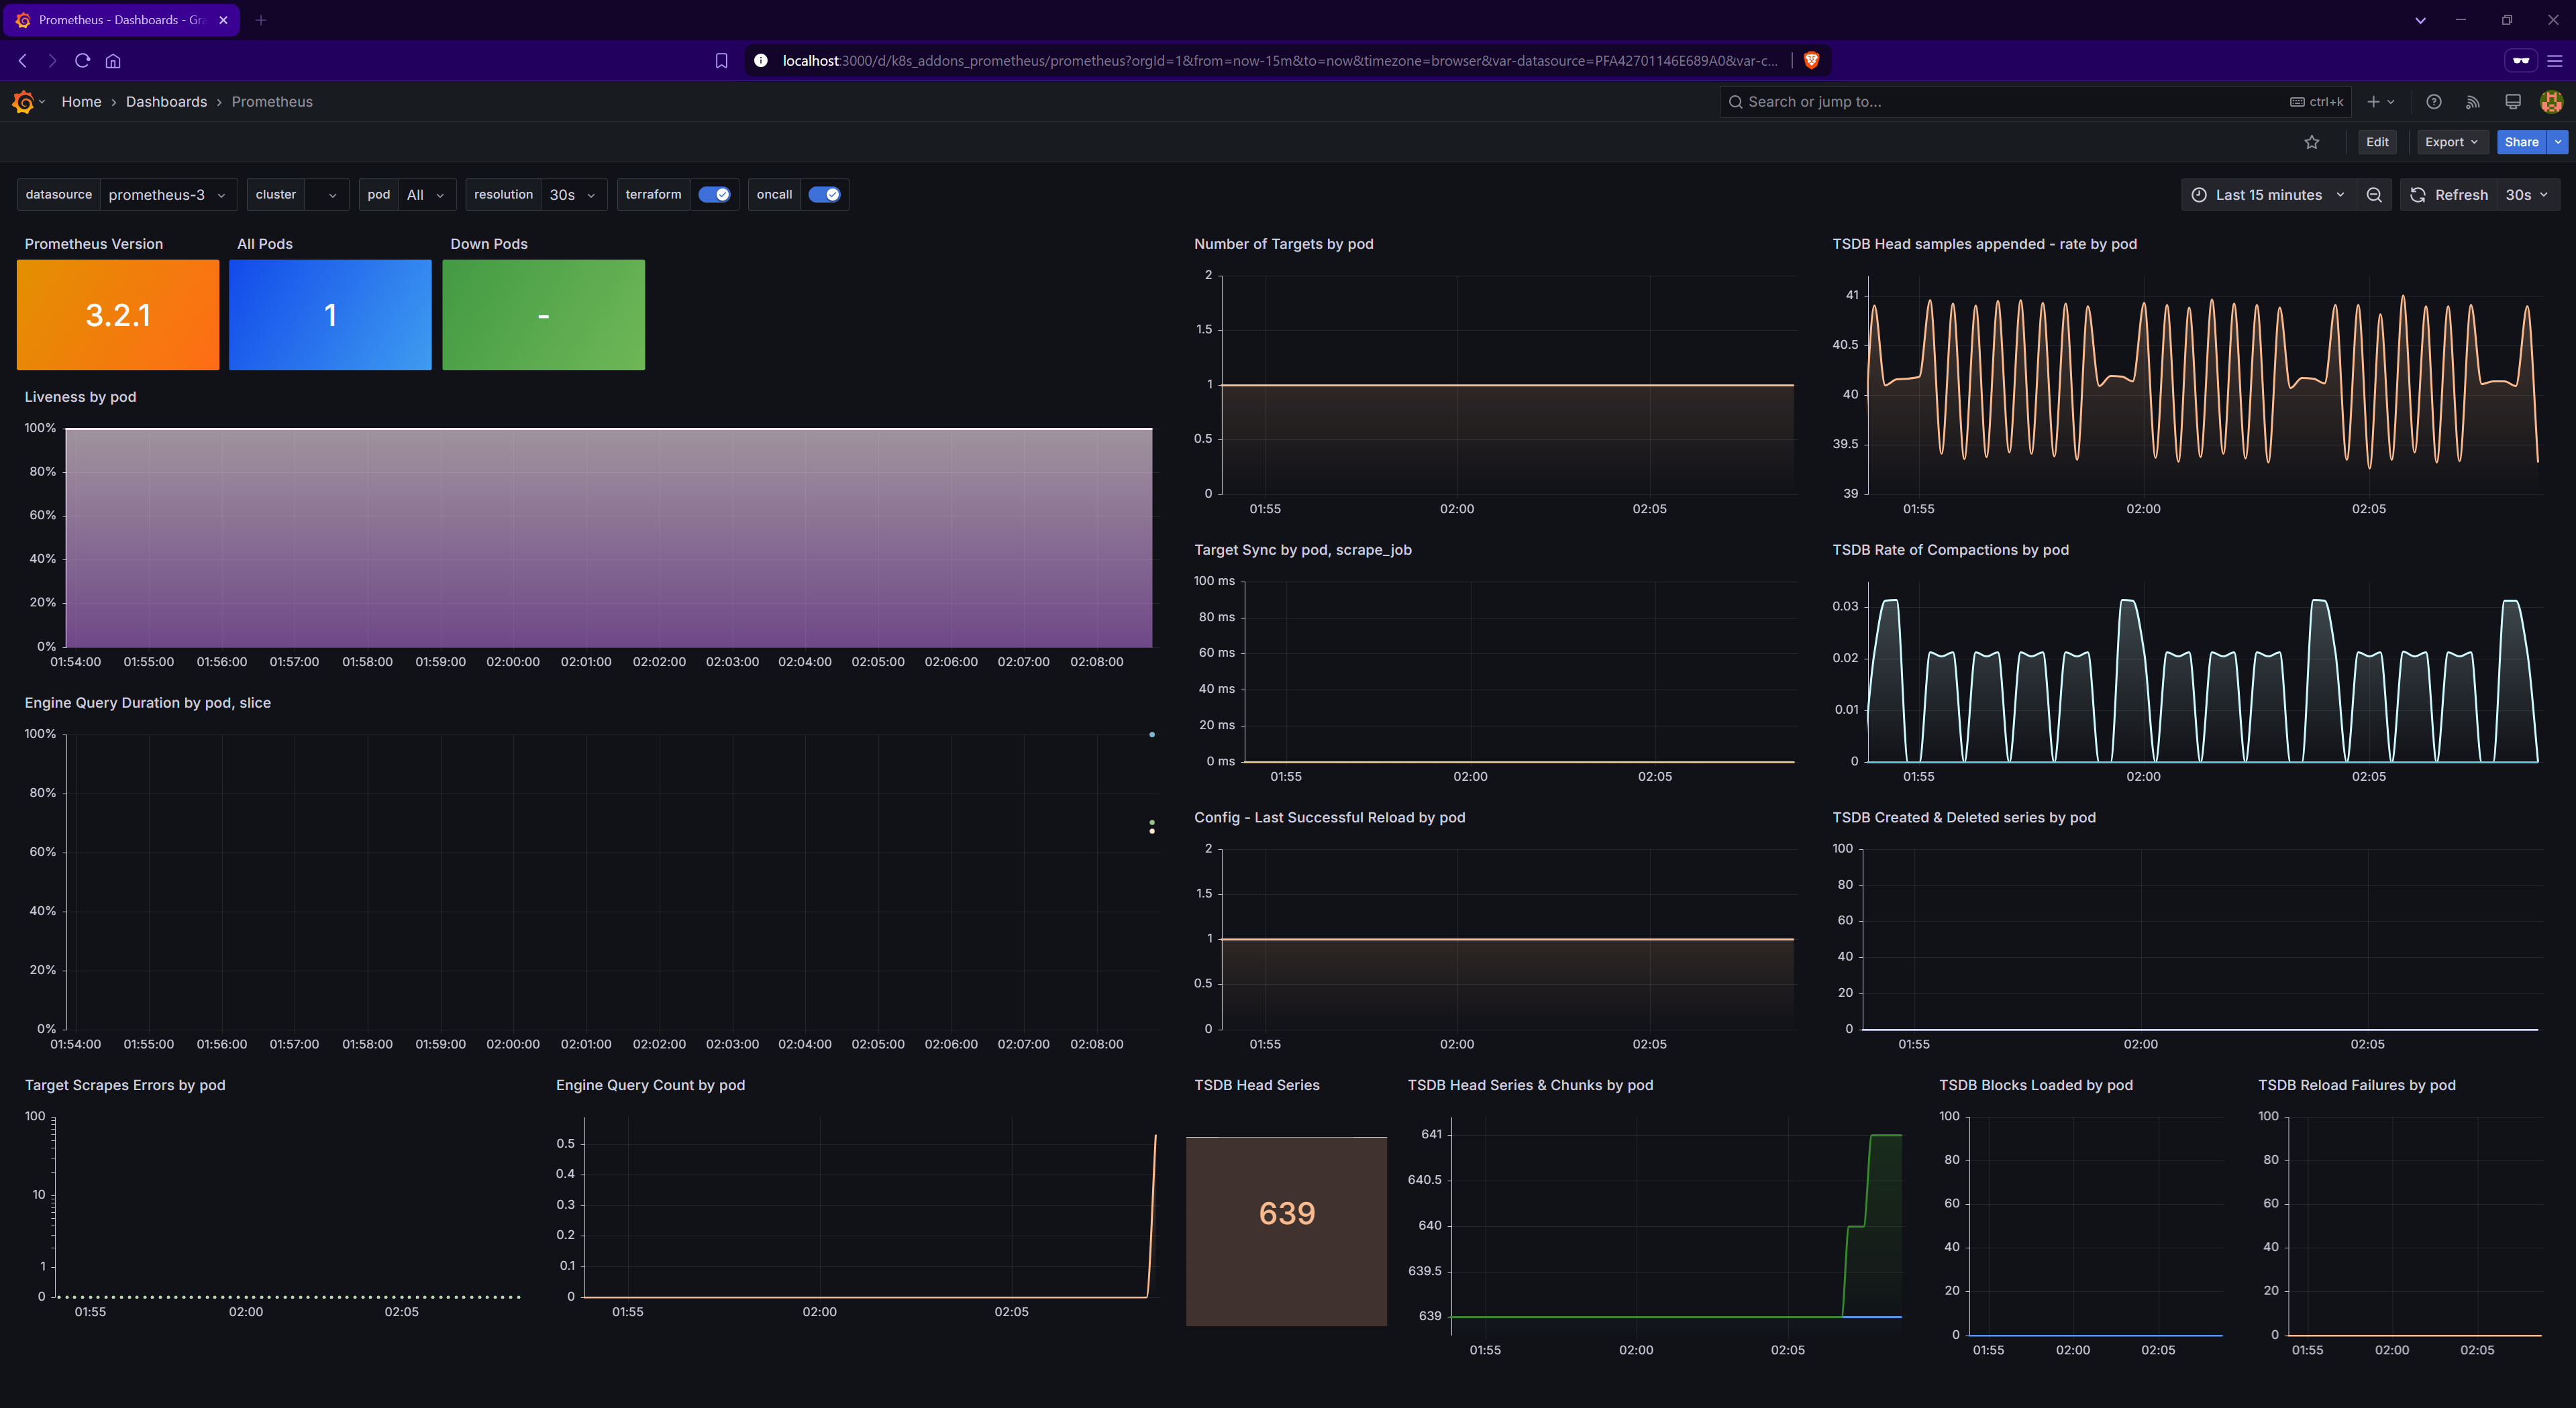 Prometheus - Dashboards - Gra
localhost:3000/d/k8s_addons_prometheus/prometheus?orgId=1&from=now-15m&to=now&timezone=browser&var-datasource=PFA42701146E689A0&var-c...
Home › Dashboards › Prometheus
Search or jump to...
ctrl+k
Edit
Export
Share
datasource prometheus-3
cluster
pod All
resolution 30s
terraform
oncall
Last 15 minutes
Refresh 30s
Prometheus Version
3.2.1
All Pods
1
Down Pods
-
Liveness by pod
100%
80%
60%
40%
20%
0%
01:54:00 01:55:00 01:56:00 01:57:00 01:58:00 01:59:00 02:00:00 02:01:00 02:02:00 02:03:00 02:04:00 02:05:00 02:06:00 02:07:00 02:08:00
Engine Query Duration by pod, slice
100%
80%
60%
40%
20%
0%
01:54:00 01:55:00 01:56:00 01:57:00 01:58:00 01:59:00 02:00:00 02:01:00 02:02:00 02:03:00 02:04:00 02:05:00 02:06:00 02:07:00 02:08:00
Number of Targets by pod
2
1.5
1
0.5
0
01:55 02:00 02:05
Target Sync by pod, scrape_job
100 ms
80 ms
60 ms
40 ms
20 ms
0 ms
01:55 02:00 02:05
Config - Last Successful Reload by pod
2
1.5
1
0.5
0
01:55 02:00 02:05
TSDB Head samples appended - rate by pod
41
40.5
40
39.5
39
01:55 02:00 02:05
TSDB Rate of Compactions by pod
0.03
0.02
0.01
0
01:55 02:00 02:05
TSDB Created & Deleted series by pod
100
80
60
40
20
0
01:55 02:00 02:05
Target Scrapes Errors by pod
100
10
1
0
01:55 02:00 02:05
Engine Query Count by pod
0.5
0.4
0.3
0.2
0.1
0
01:55 02:00 02:05
TSDB Head Series
639
TSDB Head Series & Chunks by pod
641
640.5
640
639.5
639
01:55 02:00 02:05
TSDB Blocks Loaded by pod
100
80
60
40
20
0
01:55 02:00 02:05
TSDB Reload Failures by pod
100
80
60
40
20
0
01:55 02:00 02:05